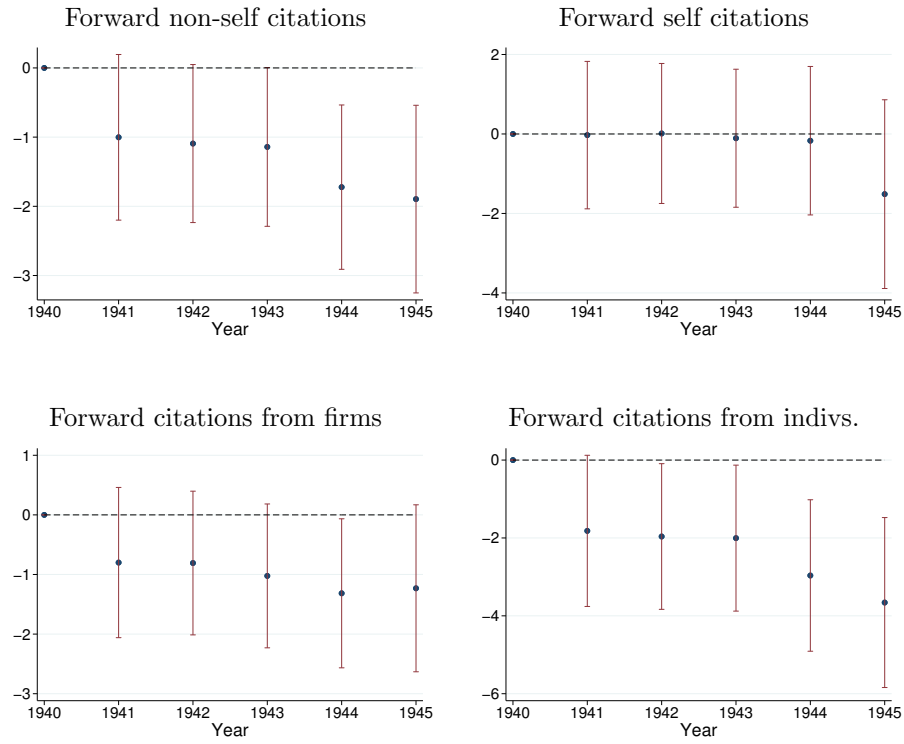 Forward non-self citations
0
−1
−2
−3
1940 1941 1942 1943 1944 1945
Year
Forward self citations
2
0
−2
−4
1940 1941 1942 1943 1944 1945
Year
Forward citations from firms
1
0
−1
−2
−3
1940 1941 1942 1943 1944 1945
Year
Forward citations from indivs.
0
−2
−4
−6
1940 1941 1942 1943 1944 1945
Year